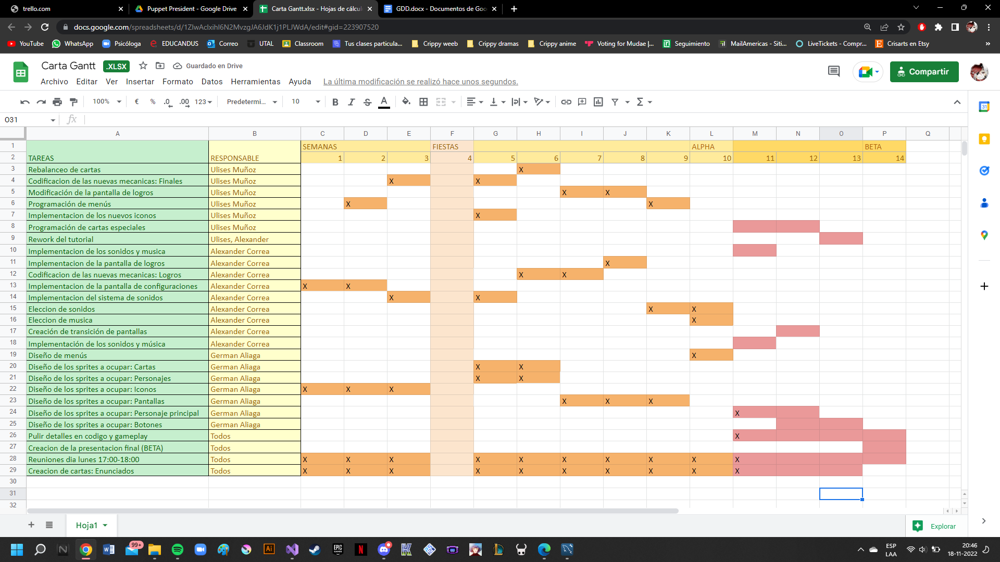 trello.com
Puppet President - Google Drive
Carta Gantt.xlsx - Hojas de cálcul
GDD.docx - Documentos de Goo
docs.google.com/spreadsheets/d/1ZIwAclxihl6N2MvzgJA6JdK1j1PLJWdA/edit#gid=223907520
YouTube WhatsApp Psicóloga EDUCANDUS Correo UTAL Classroom Tus clases particula... Crippy weeb Crippy dramas Crippy anime Voting for Mudae |... Seguimiento MailAmericas - Siti... LiveTickets - Compr... Crisarts en Etsy »
Carta Gantt .XLSX Guardado en Drive
Archivo Editar Ver Insertar Formato Datos Herramientas Ayuda La última modificación se realizó hace unos segundos.
Compartir
100% € % .0 .00 123 Predetermi... 10 B I S A Σ
O31 fx
A B C D E F G H I J K L M N O P Q
1 SEMANAS FIESTAS ALPHA BETA
2 TAREAS RESPONSABLE 1 2 3 4 5 6 7 8 9 10 11 12 13 14
3 Rebalanceo de cartas Ulises Muñoz X
4 Codificacion de las nuevas mecanicas: Finales Ulises Muñoz X X
5 Modificación de la pantalla de logros Ulises Muñoz X X
6 Programación de menús Ulises Muñoz X X
7 Implementacion de los nuevos iconos Ulises Muñoz X
8 Programación de cartas especiales Ulises Muñoz
9 Rework del tutorial Ulises, Alexander
10 Implementacion de los sonidos y musica Alexander Correa
11 Implementacion de la pantalla de logros Alexander Correa X
12 Codificacion de las nuevas mecanicas: Logros Alexander Correa X X
13 Implementacion de la pantalla de configuraciones Alexander Correa X X
14 Implementacion del sistema de sonidos Alexander Correa X X
15 Eleccion de sonidos Alexander Correa X X
16 Eleccion de musica Alexander Correa X
17 Creación de transición de pantallas Alexander Correa
18 Implementación de los sonidos y música Alexander Correa
19 Diseño de menús German Aliaga X
20 Diseño de los sprites a ocupar: Cartas German Aliaga X X
21 Diseño de los sprites a ocupar: Personajes German Aliaga X X
22 Diseño de los sprites a ocupar: Iconos German Aliaga X X X
23 Diseño de los sprites a ocupar: Pantallas German Aliaga X X X
24 Diseño de los sprites a ocupar: Personaje principal German Aliaga X
25 Diseño de los sprites a ocupar: Botones German Aliaga
26 Pulir detalles en codigo y gameplay Todos X
27 Creacion de la presentacion final (BETA) Todos
28 Reuniones dia lunes 17:00-18:00 Todos X X X X X X X X X X
29 Creacion de cartas: Enunciados Todos X X X X X X X X X X
30
31
32
Hoja1
Explorar
31
99+
Ai
EPIC GAMES
N
ESP
LAA
20:46
18-11-2022